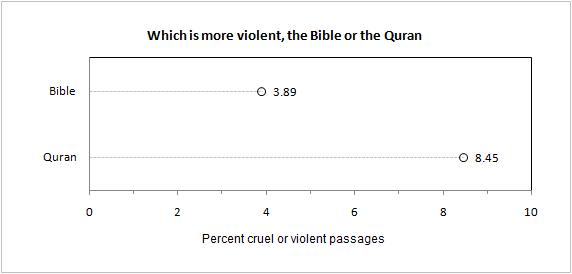 Which is more violent, the Bible or the Quran
Bible
3.89
Quran
8.45
0 2 4 6 8 10
Percent cruel or violent passages